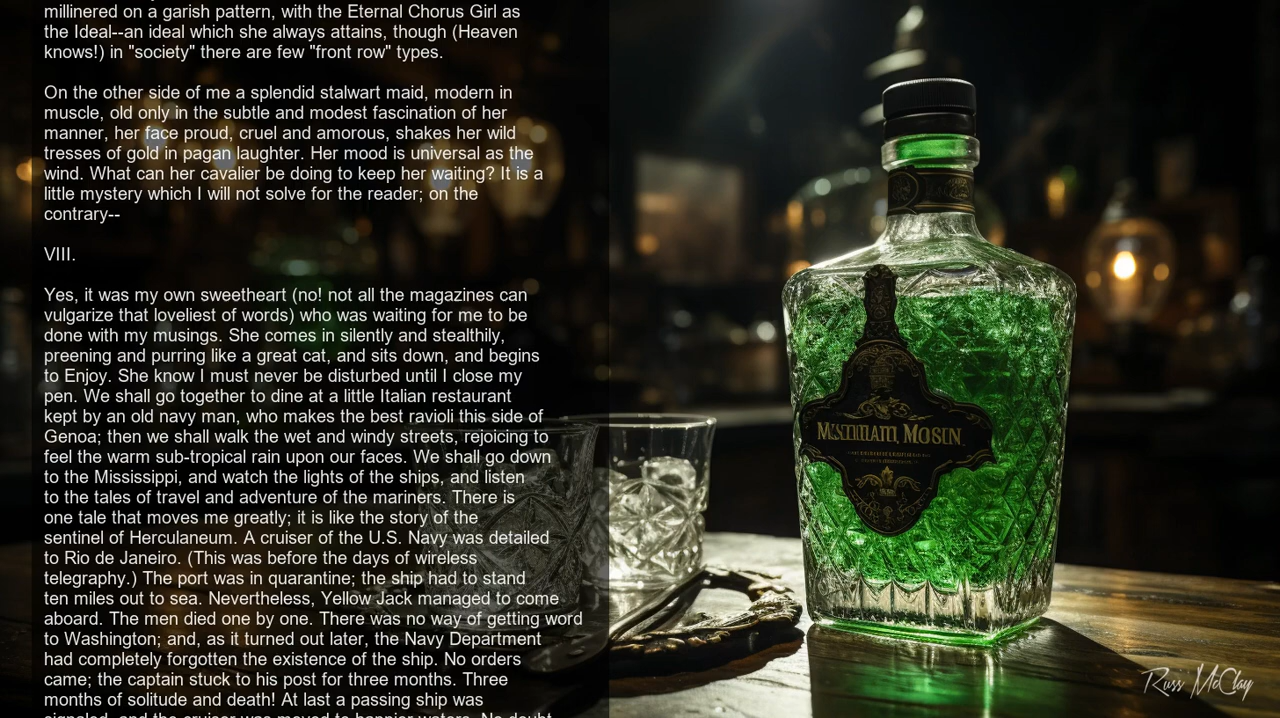 millinered on a garish pattern, with the Eternal Chorus Girl as
the Ideal--an ideal which she always attains, though (Heaven
knows!) in "society" there are few "front row" types.
On the other side of me a splendid stalwart maid, modern in
muscle, old only in the subtle and modest fascination of her
manner, her face proud, cruel and amorous, shakes her wild
tresses of gold in pagan laughter. Her mood is universal as the
wind. What can her cavalier be doing to keep her waiting? It is a
little mystery which I will not solve for the reader; on the
contrary--
VIII.
Yes, it was my own sweetheart (no! not all the magazines can
vulgarize that loveliest of words) who was waiting for me to be
done with my musings. She comes in silently and stealthily,
preening and purring like a great cat, and sits down, and begins
to Enjoy. She know I must never be disturbed until I close my
pen. We shall go together to dine at a little Italian restaurant
kept by an old navy man, who makes the best ravioli this side of
Genoa; then we shall walk the wet and windy streets, rejoicing to
feel the warm sub-tropical rain upon our faces. We shall go down
to the Mississippi, and watch the lights of the ships, and listen
to the tales of travel and adventure of the mariners. There is
one tale that moves me greatly; it is like the story of the
sentinel of Herculaneum. A cruiser of the U.S. Navy was detailed
to Rio de Janeiro. (This was before the days of wireless
telegraphy.) The port was in quarantine; the ship had to stand
ten miles out to sea. Nevertheless, Yellow Jack managed to come
aboard. The men died one by one. There was no way of getting word
to Washington; and, as it turned out later, the Navy Department
had completely forgotten the existence of the ship. No orders
came; the captain stuck to his post for three months. Three
months of solitude and death! At last a passing ship was
signaled, and the cruiser was moved to happier waters. No doubt
Russ McClay